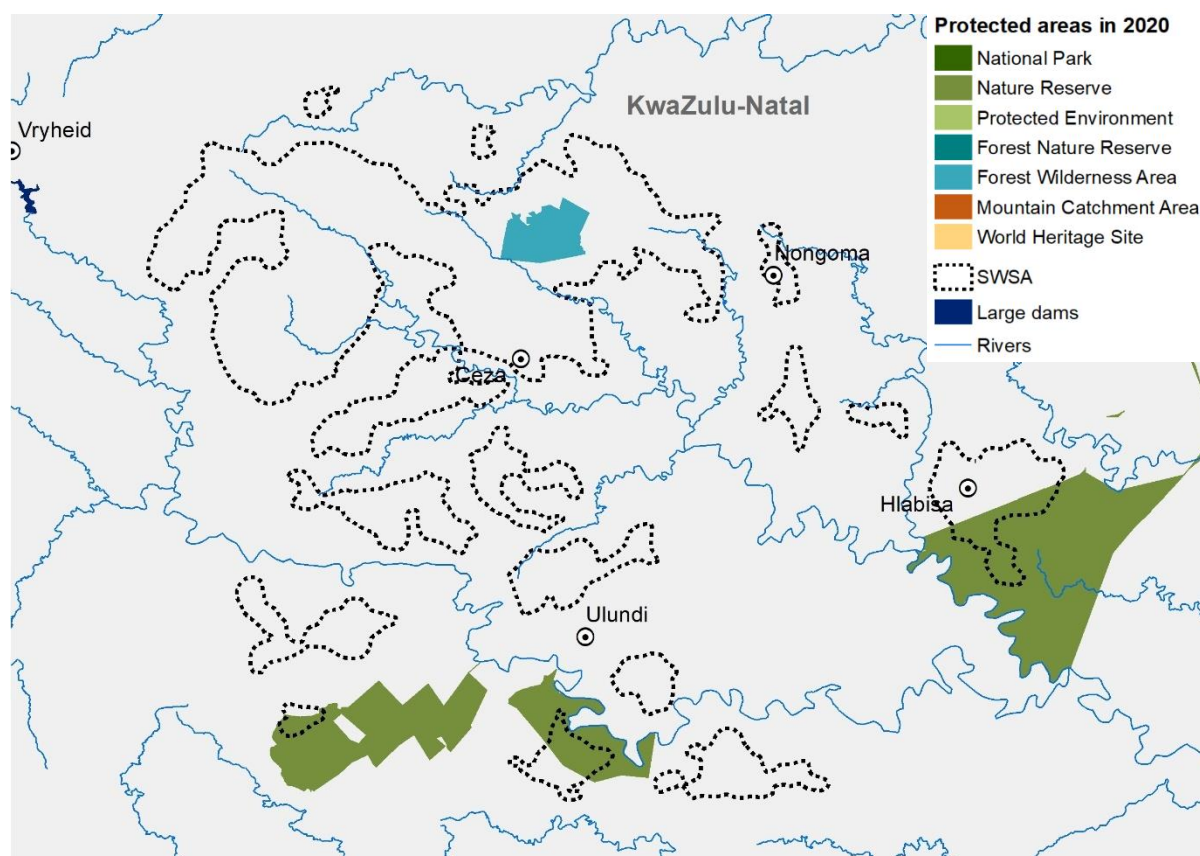 Protected areas in 2020
National Park
Nature Reserve
Protected Environment
Forest Nature Reserve
Forest Wilderness Area
Mountain Catchment Area
World Heritage Site
SWSA
Large dams
Rivers
KwaZulu-Natal
Vryheid
Nongoma
Ceza
Hlabisa
Ulundi